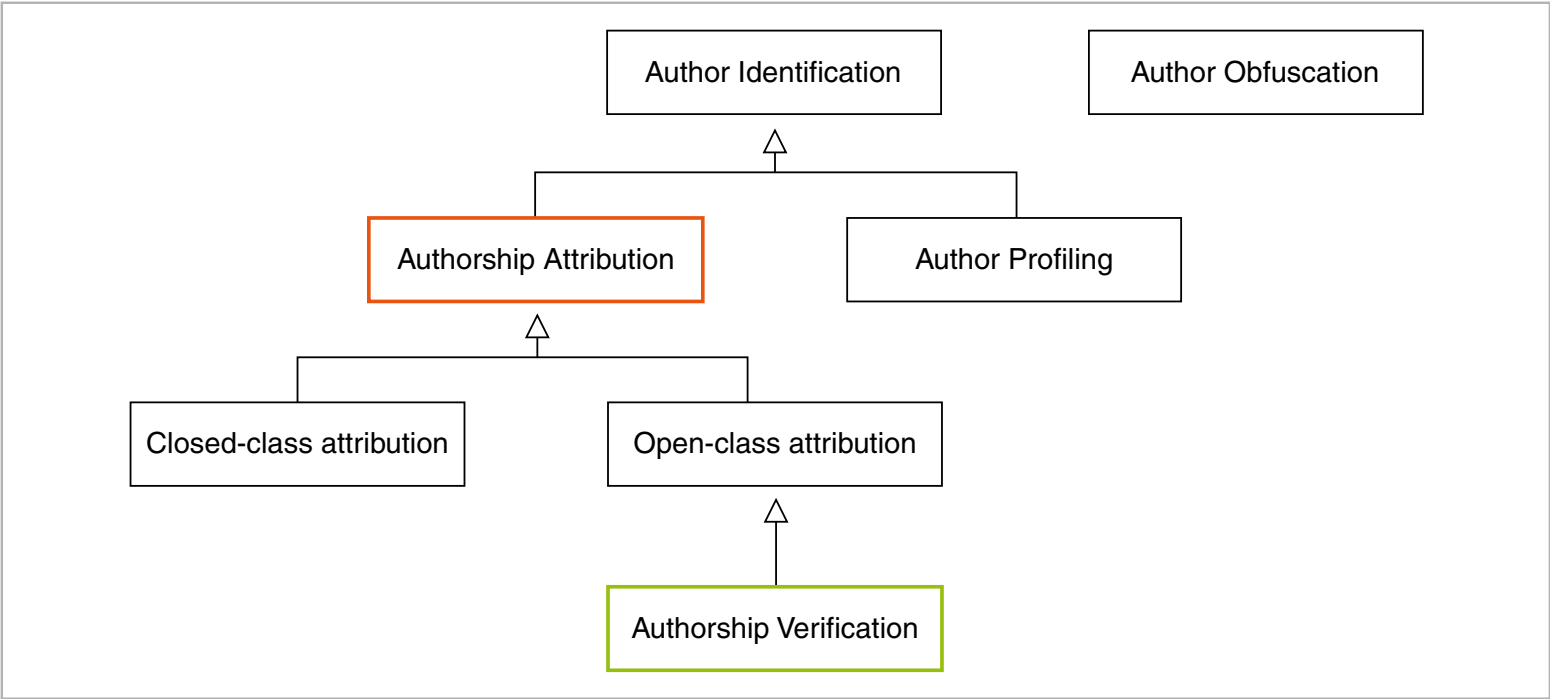 Author Identification
Author Obfuscation
Authorship Attribution
Author Profiling
Closed-class attribution
Open-class attribution
Authorship Verification